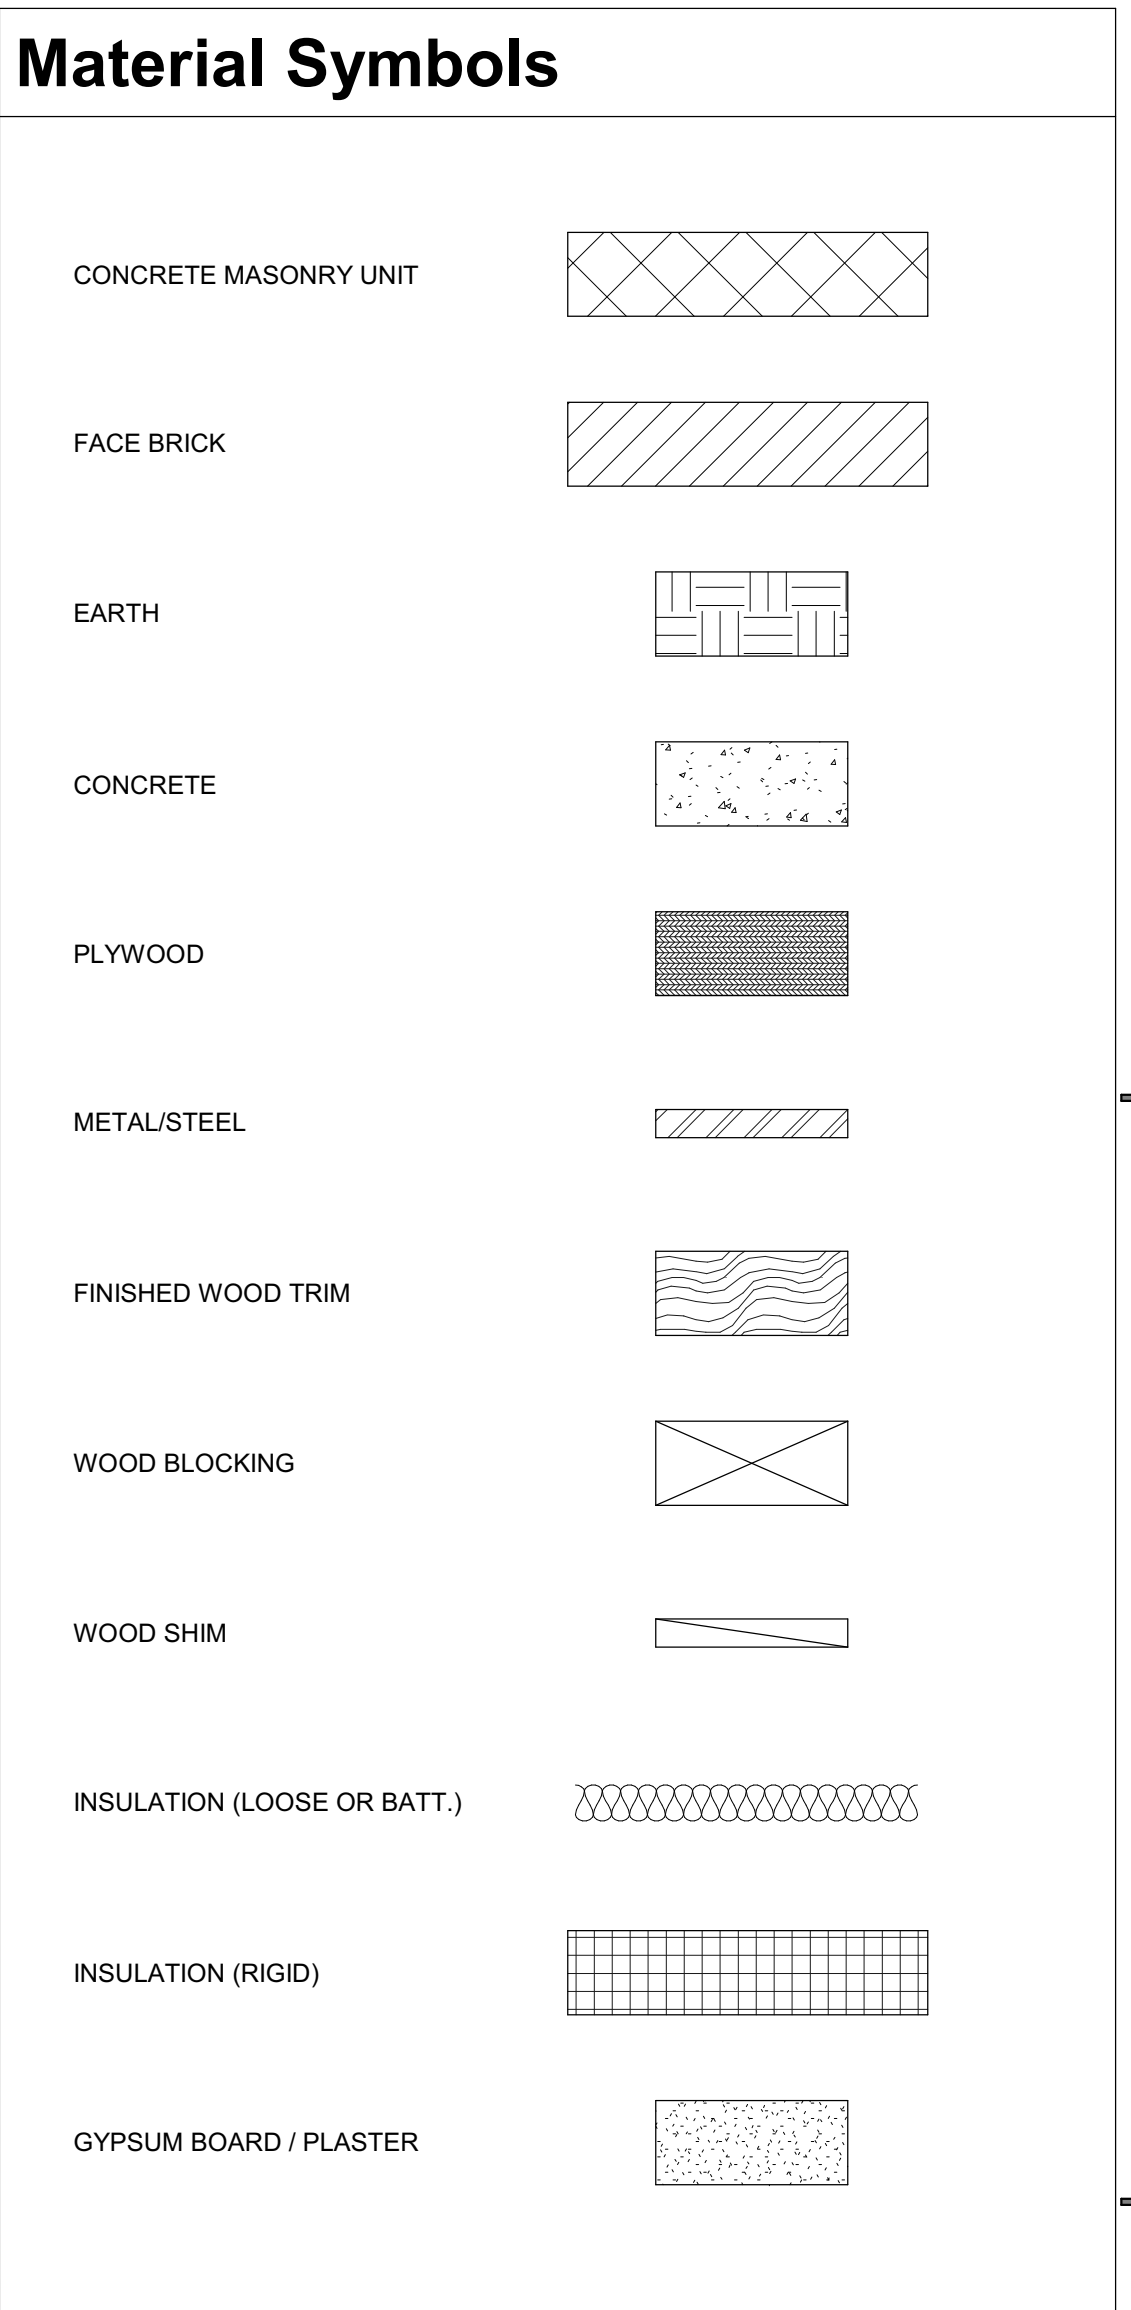 Material Symbols
CONCRETE MASONRY UNIT
FACE BRICK
EARTH
CONCRETE
PLYWOOD
METAL/STEEL
FINISHED WOOD TRIM
WOOD BLOCKING
WOOD SHIM
INSULATION (LOOSE OR BATT.)
INSULATION (RIGID)
GYPSUM BOARD / PLASTER